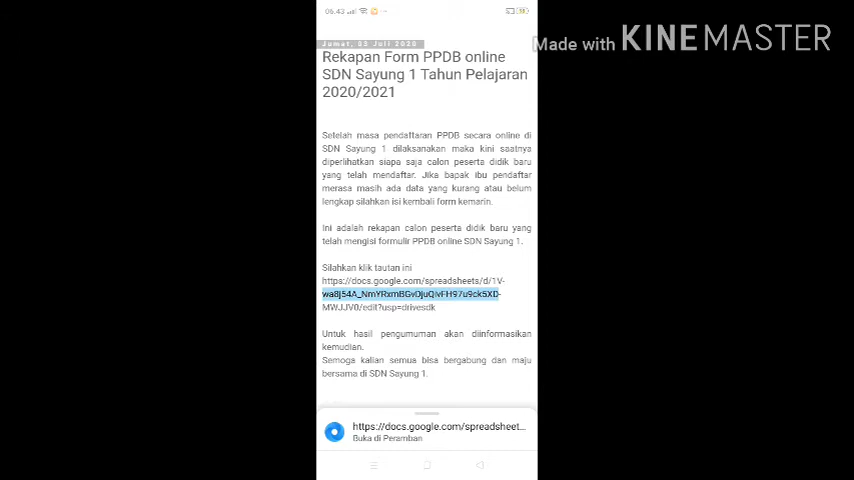 06.43
Made with KINEMASTER
Jumat, 03 Juli 2020
Rekapan Form PPDB online
SDN Sayung 1 Tahun Pelajaran
2020/2021
Setelah masa pendaftaran PPDB secara online di
SDN Sayung 1 dilaksanakan maka kini saatnya
diperlihatkan siapa saja calon peserta didik baru
yang telah mendaftar. Jika bapak ibu pendaftar
merasa masih ada data yang kurang atau belum
lengkap silahkan isi kembali form kemarin.
Ini adalah rekapan calon peserta didik baru yang
telah mengisi formulir PPDB online SDN Sayung 1.
Silahkan klik tautan ini
https://docs.google.com/spreadsheets/d/1V-
wa8j54A_NmYRxmBGvDjuQivFH97u9ck5XD-
MWJJV0/edit?usp=drivesdk
Untuk hasil pengumuman akan diinformasikan
kemudian.
Semoga kalian semua bisa bergabung dan maju
bersama di SDN Sayung 1.
https://docs.google.com/spreadsheet...
Buka di Peramban